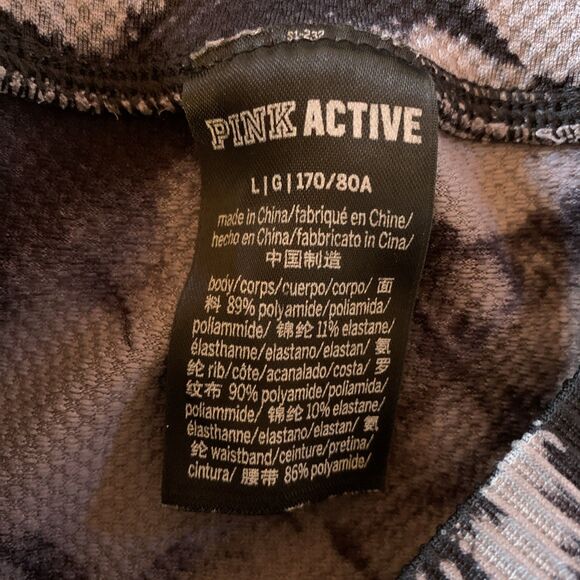 S1-232
PINK ACTIVE
L|G|170/80A
made in China/fabriqué en Chine/
hecho en China/fabbricato in Cina/
中国制造
body/corps/cuerpo/corpo/ 面
料 89% polyamide/poliamida/
poliammide/ 锦纶 11% elastane/
élasthanne/elastano/elastan/ 氨
纶 rib/côte/acanalado/costa/ 罗
纹布 90% polyamide/poliamida/
poliammide/ 锦纶 10% elastane/
élasthanne/elastano/elastan/ 氨
纶 waistband/ceinture/pretina/
cintura/ 腰带 86% polyamide/